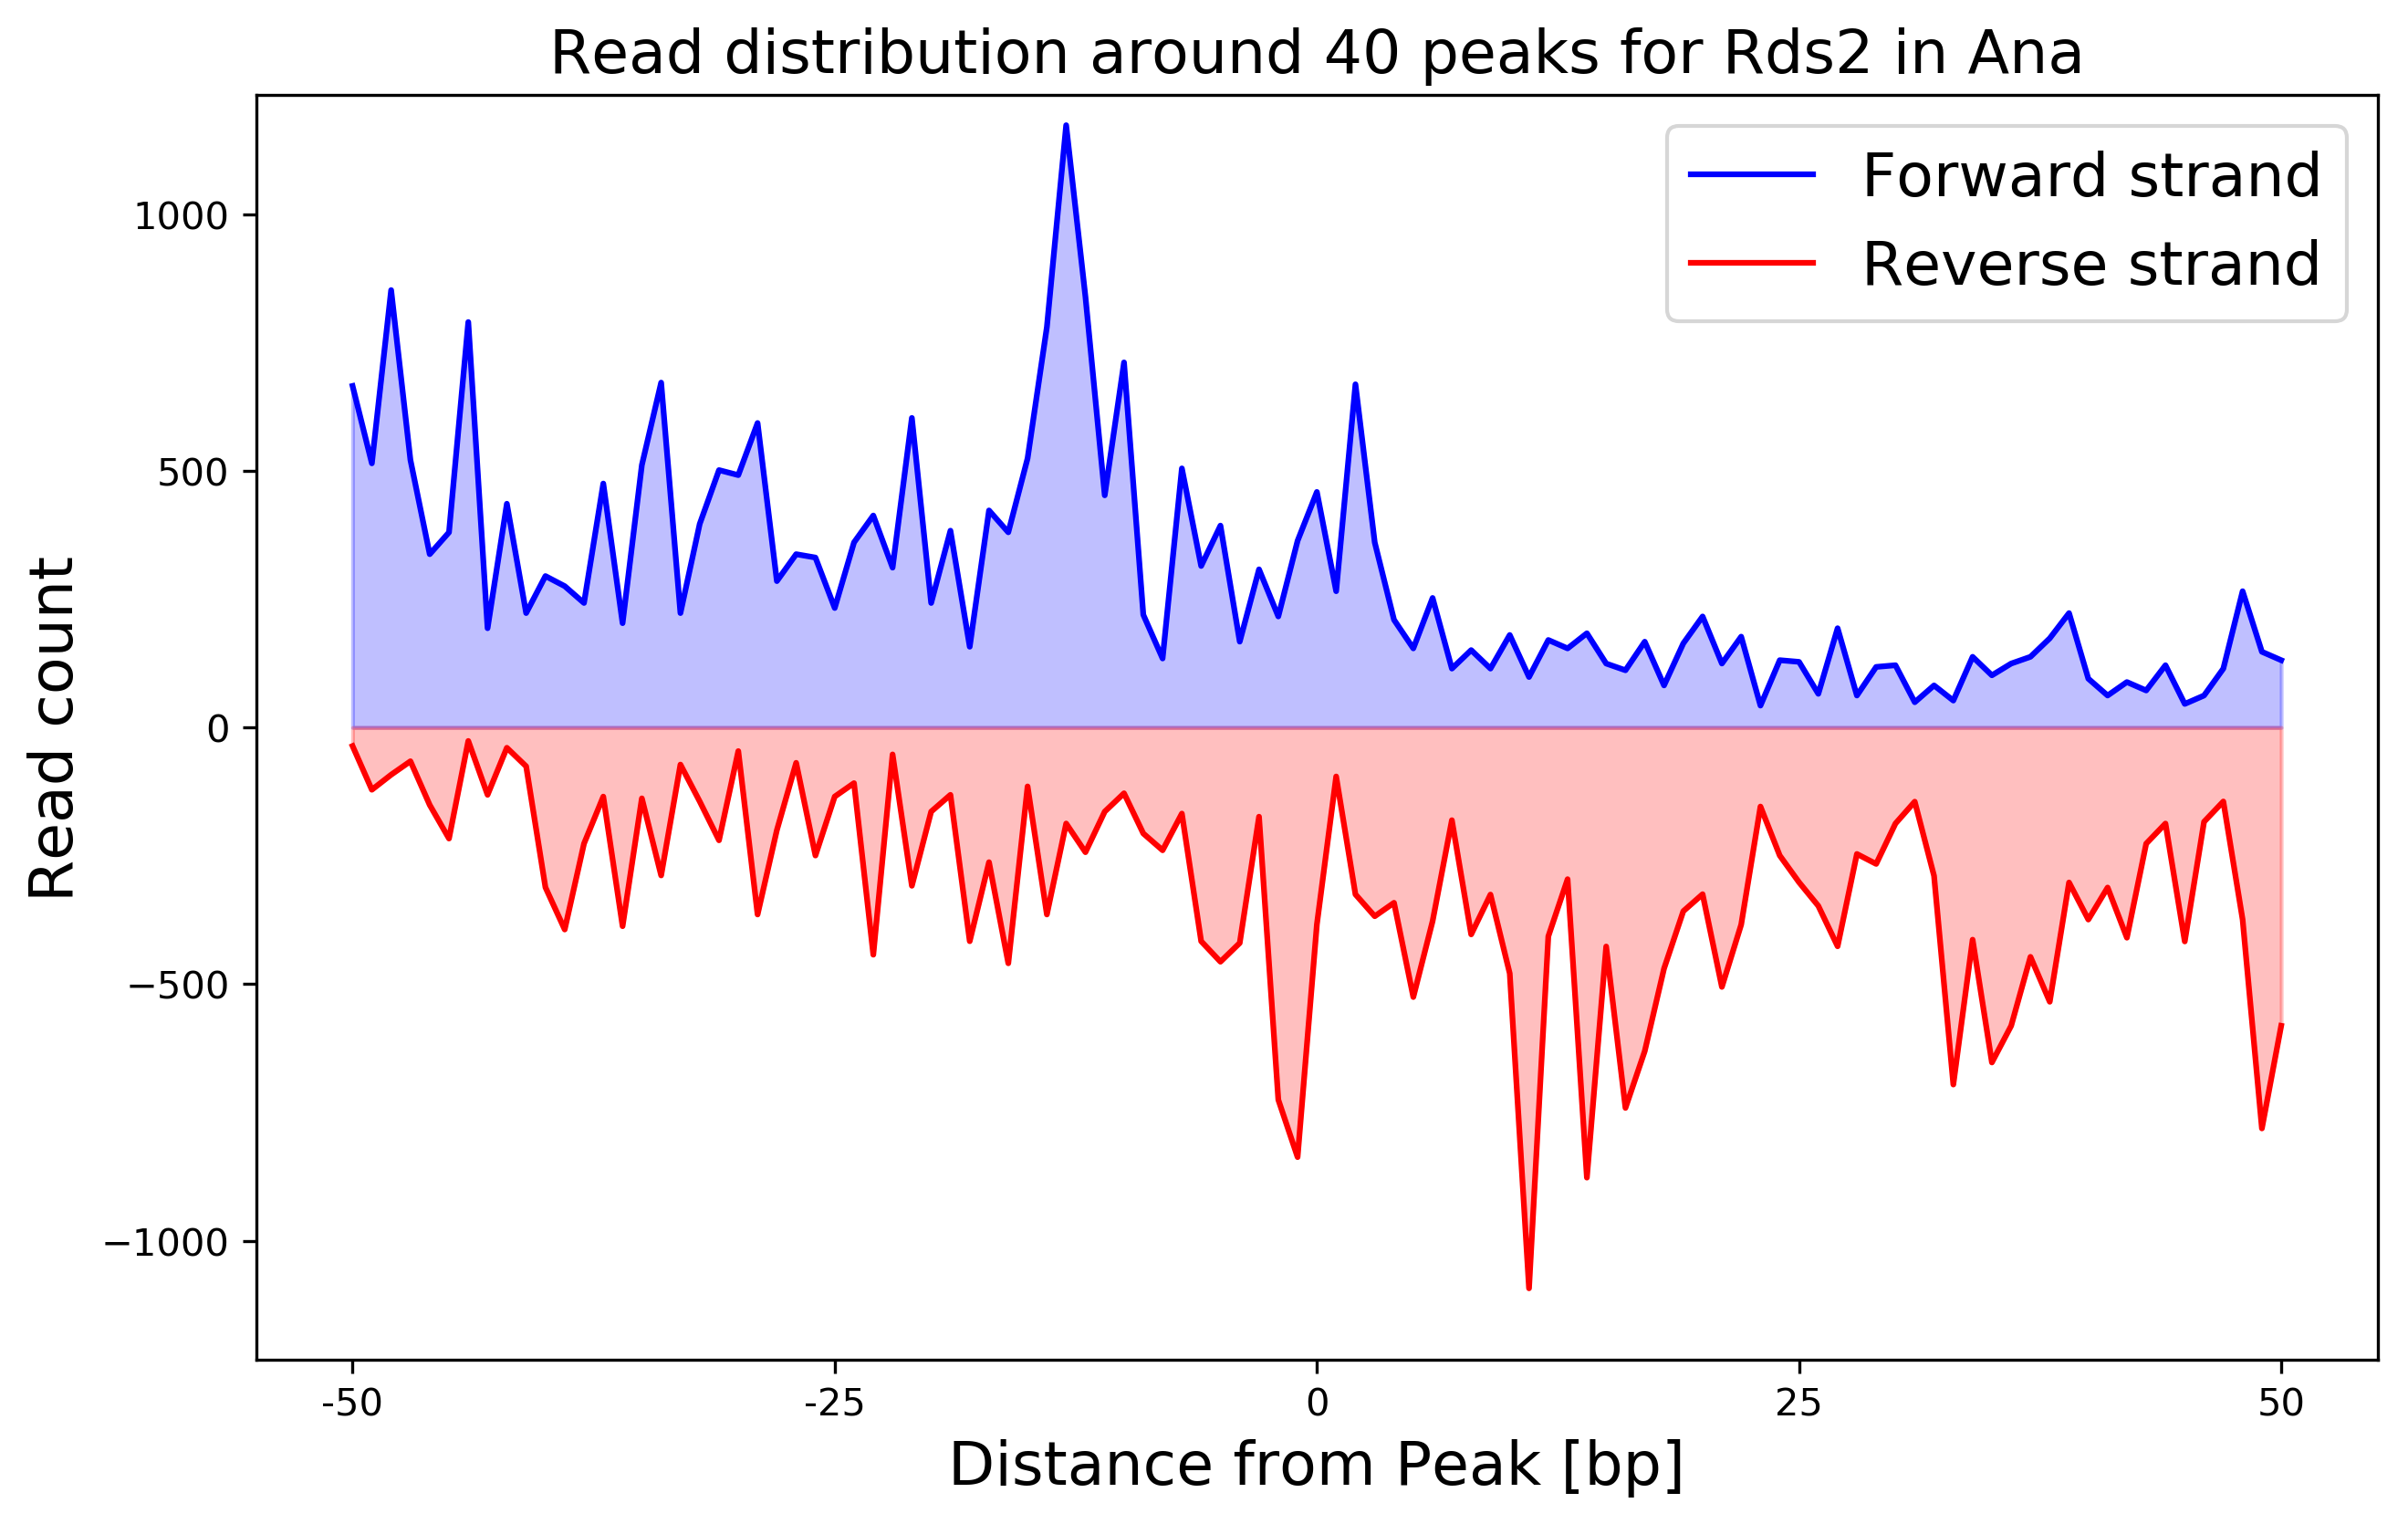 Read distribution around 40 peaks for Rds2 in Ana
Forward strand
Reverse strand
1000
500
0
−500
−1000
Read count
-50
-25
0
25
50
Distance from Peak [bp]